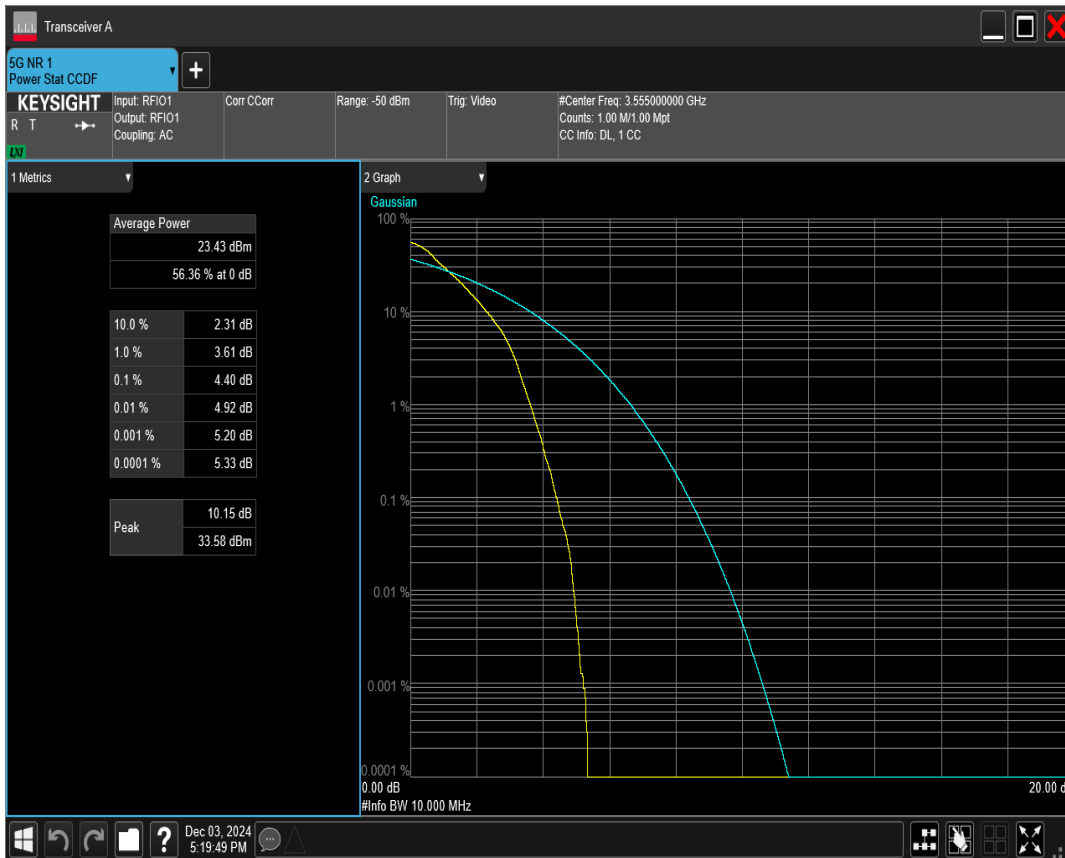 Transceiver A
5G NR 1
Power Stat CCDF
+
KEYSIGHT
R T
LXI
Input: RFIO1
Output: RFIO1
Coupling: AC
Corr CCorr
Range: -50 dBm
Trig: Video
#Center Freq: 3.555000000 GHz
Counts: 1.00 M/1.00 Mpt
CC Info: DL, 1 CC
1 Metrics
Average Power
23.43 dBm
56.36 % at 0 dB
10.0 % 2.31 dB
1.0 % 3.61 dB
0.1 % 4.40 dB
0.01 % 4.92 dB
0.001 % 5.20 dB
0.0001 % 5.33 dB
Peak
10.15 dB
33.58 dBm
2 Graph
Gaussian
100 %
10 %
1 %
0.1 %
0.01 %
0.001 %
0.0001 %
0.00 dB 20.00 d
#Info BW 10.000 MHz
?
Dec 03, 2024
5:19:49 PM